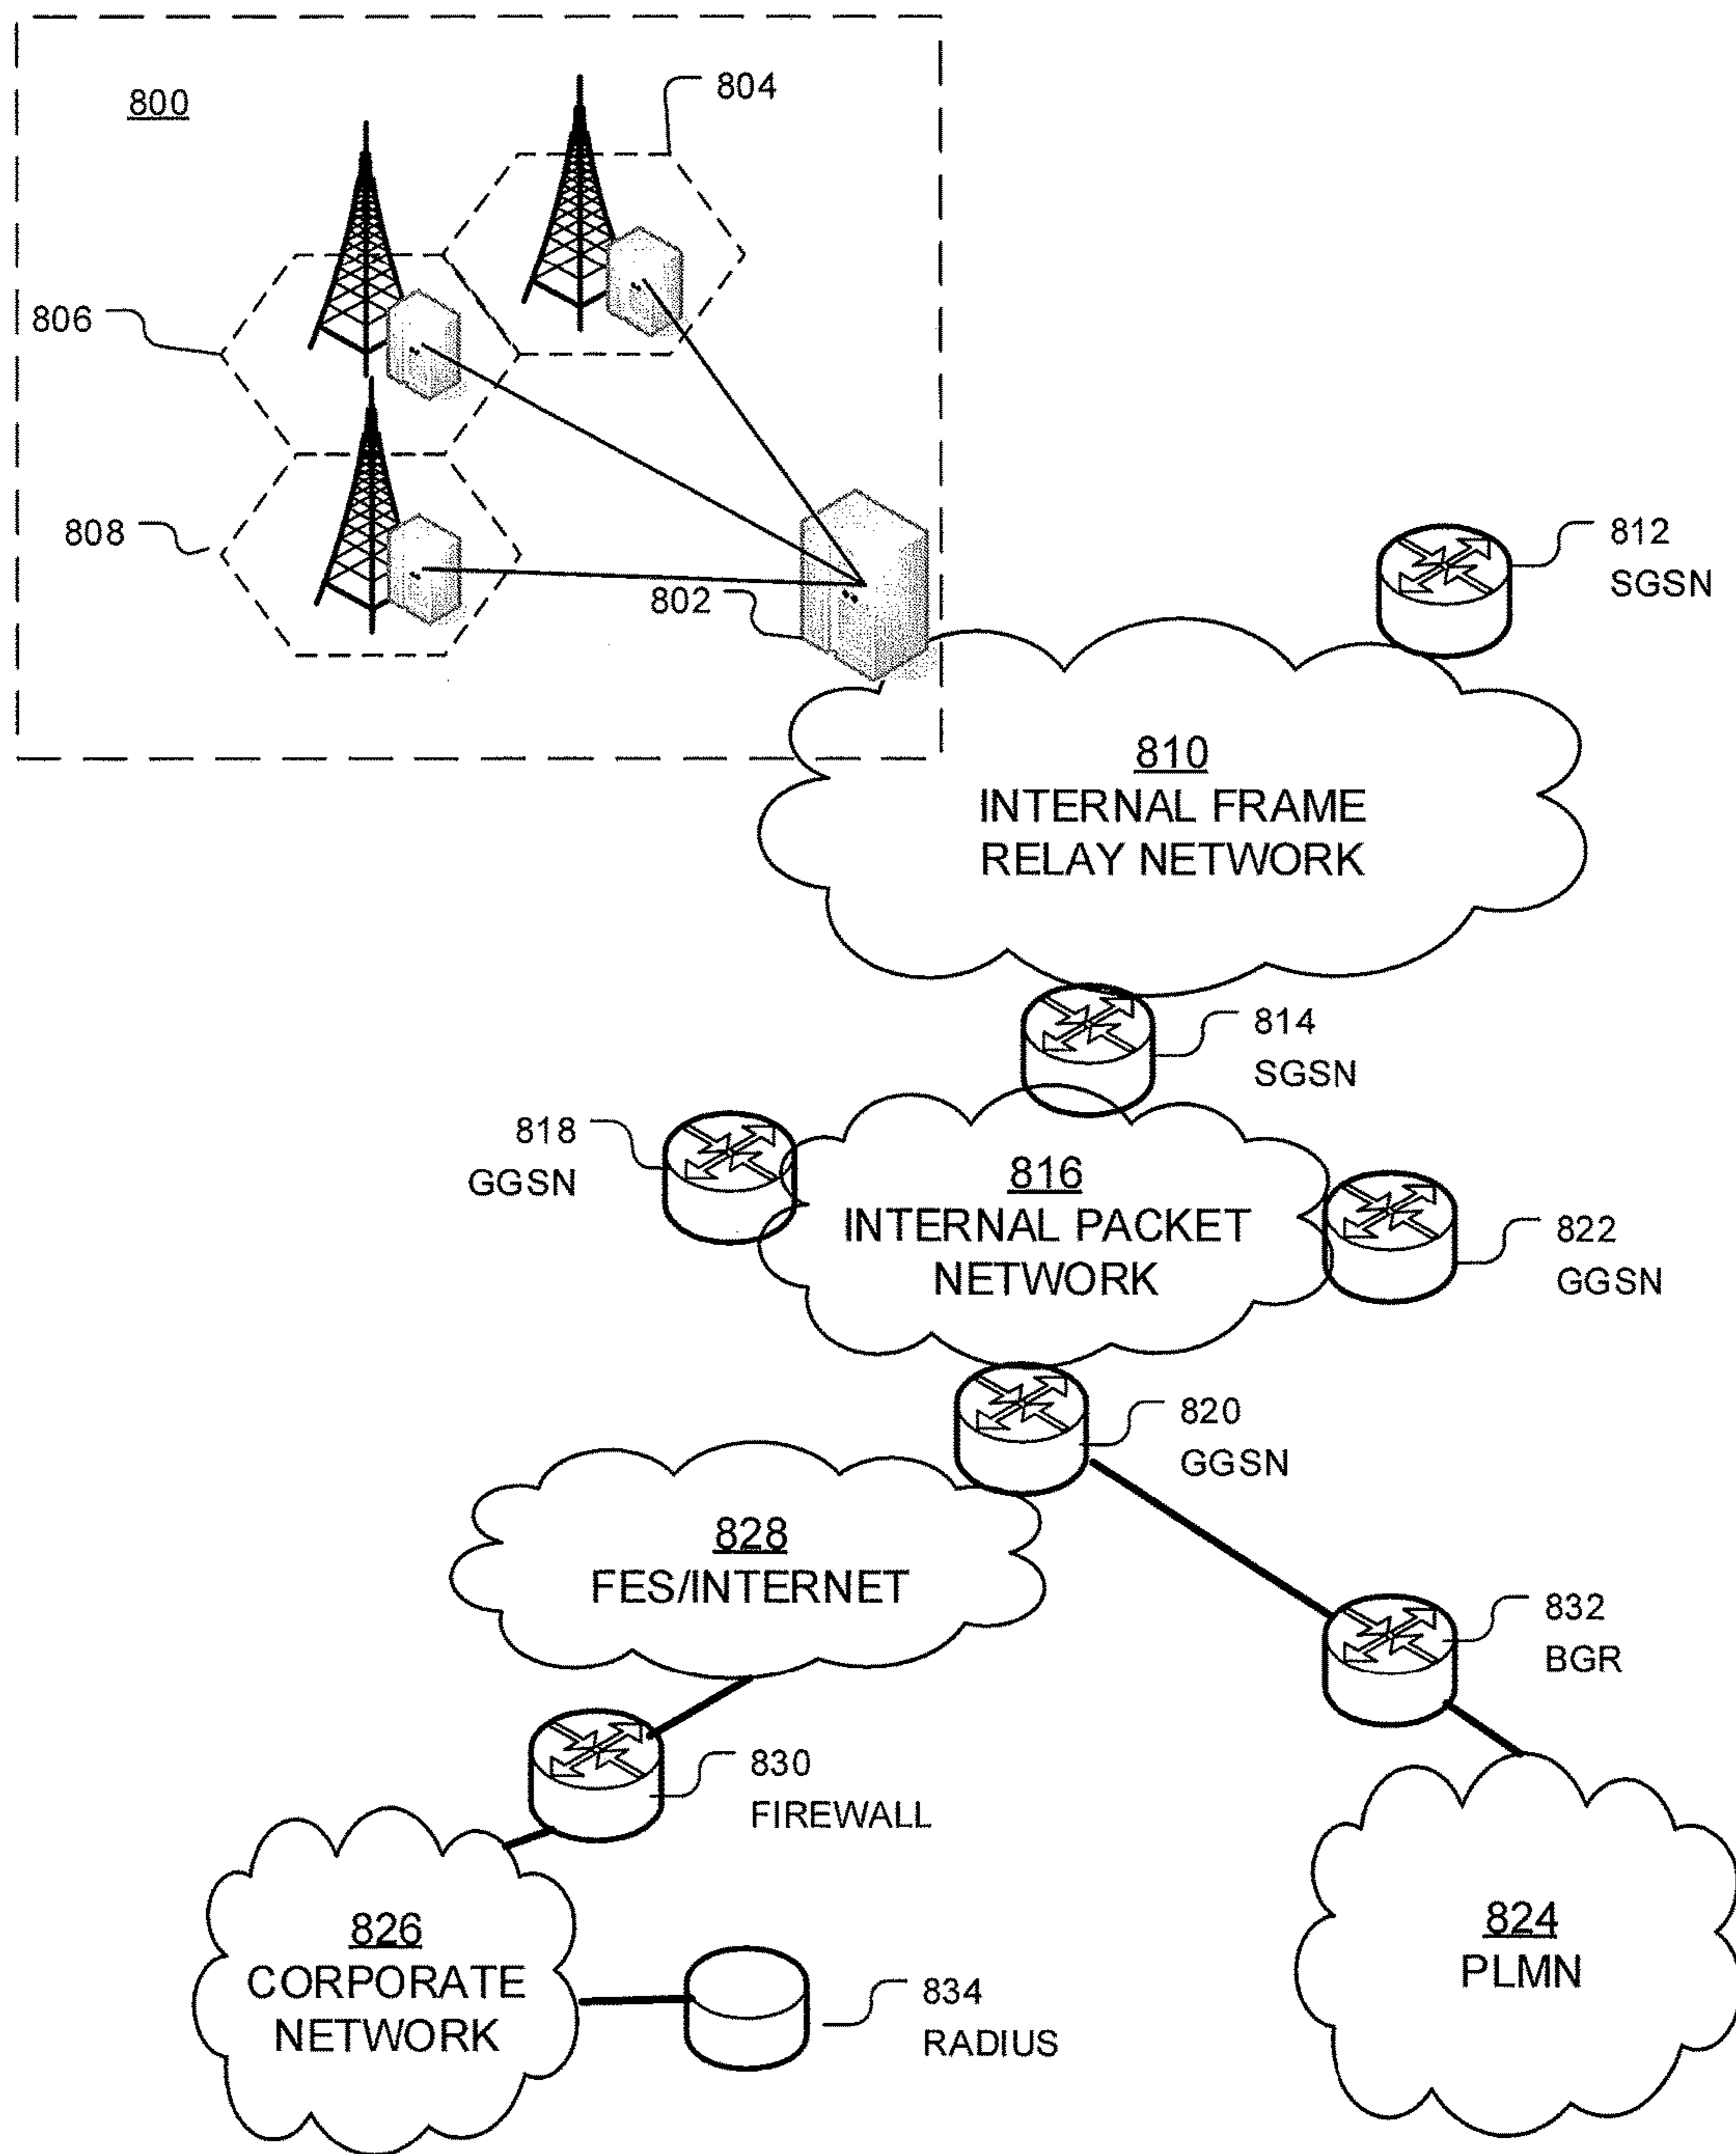 800
804
806
808
802
812
SGSN
810
INTERNAL FRAME
RELAY NETWORK
814
SGSN
818
GGSN
816
INTERNAL PACKET
NETWORK
822
GGSN
820
GGSN
828
FES/INTERNET
832
BGR
830
FIREWALL
826
CORPORATE
NETWORK
834
RADIUS
824
PLMN